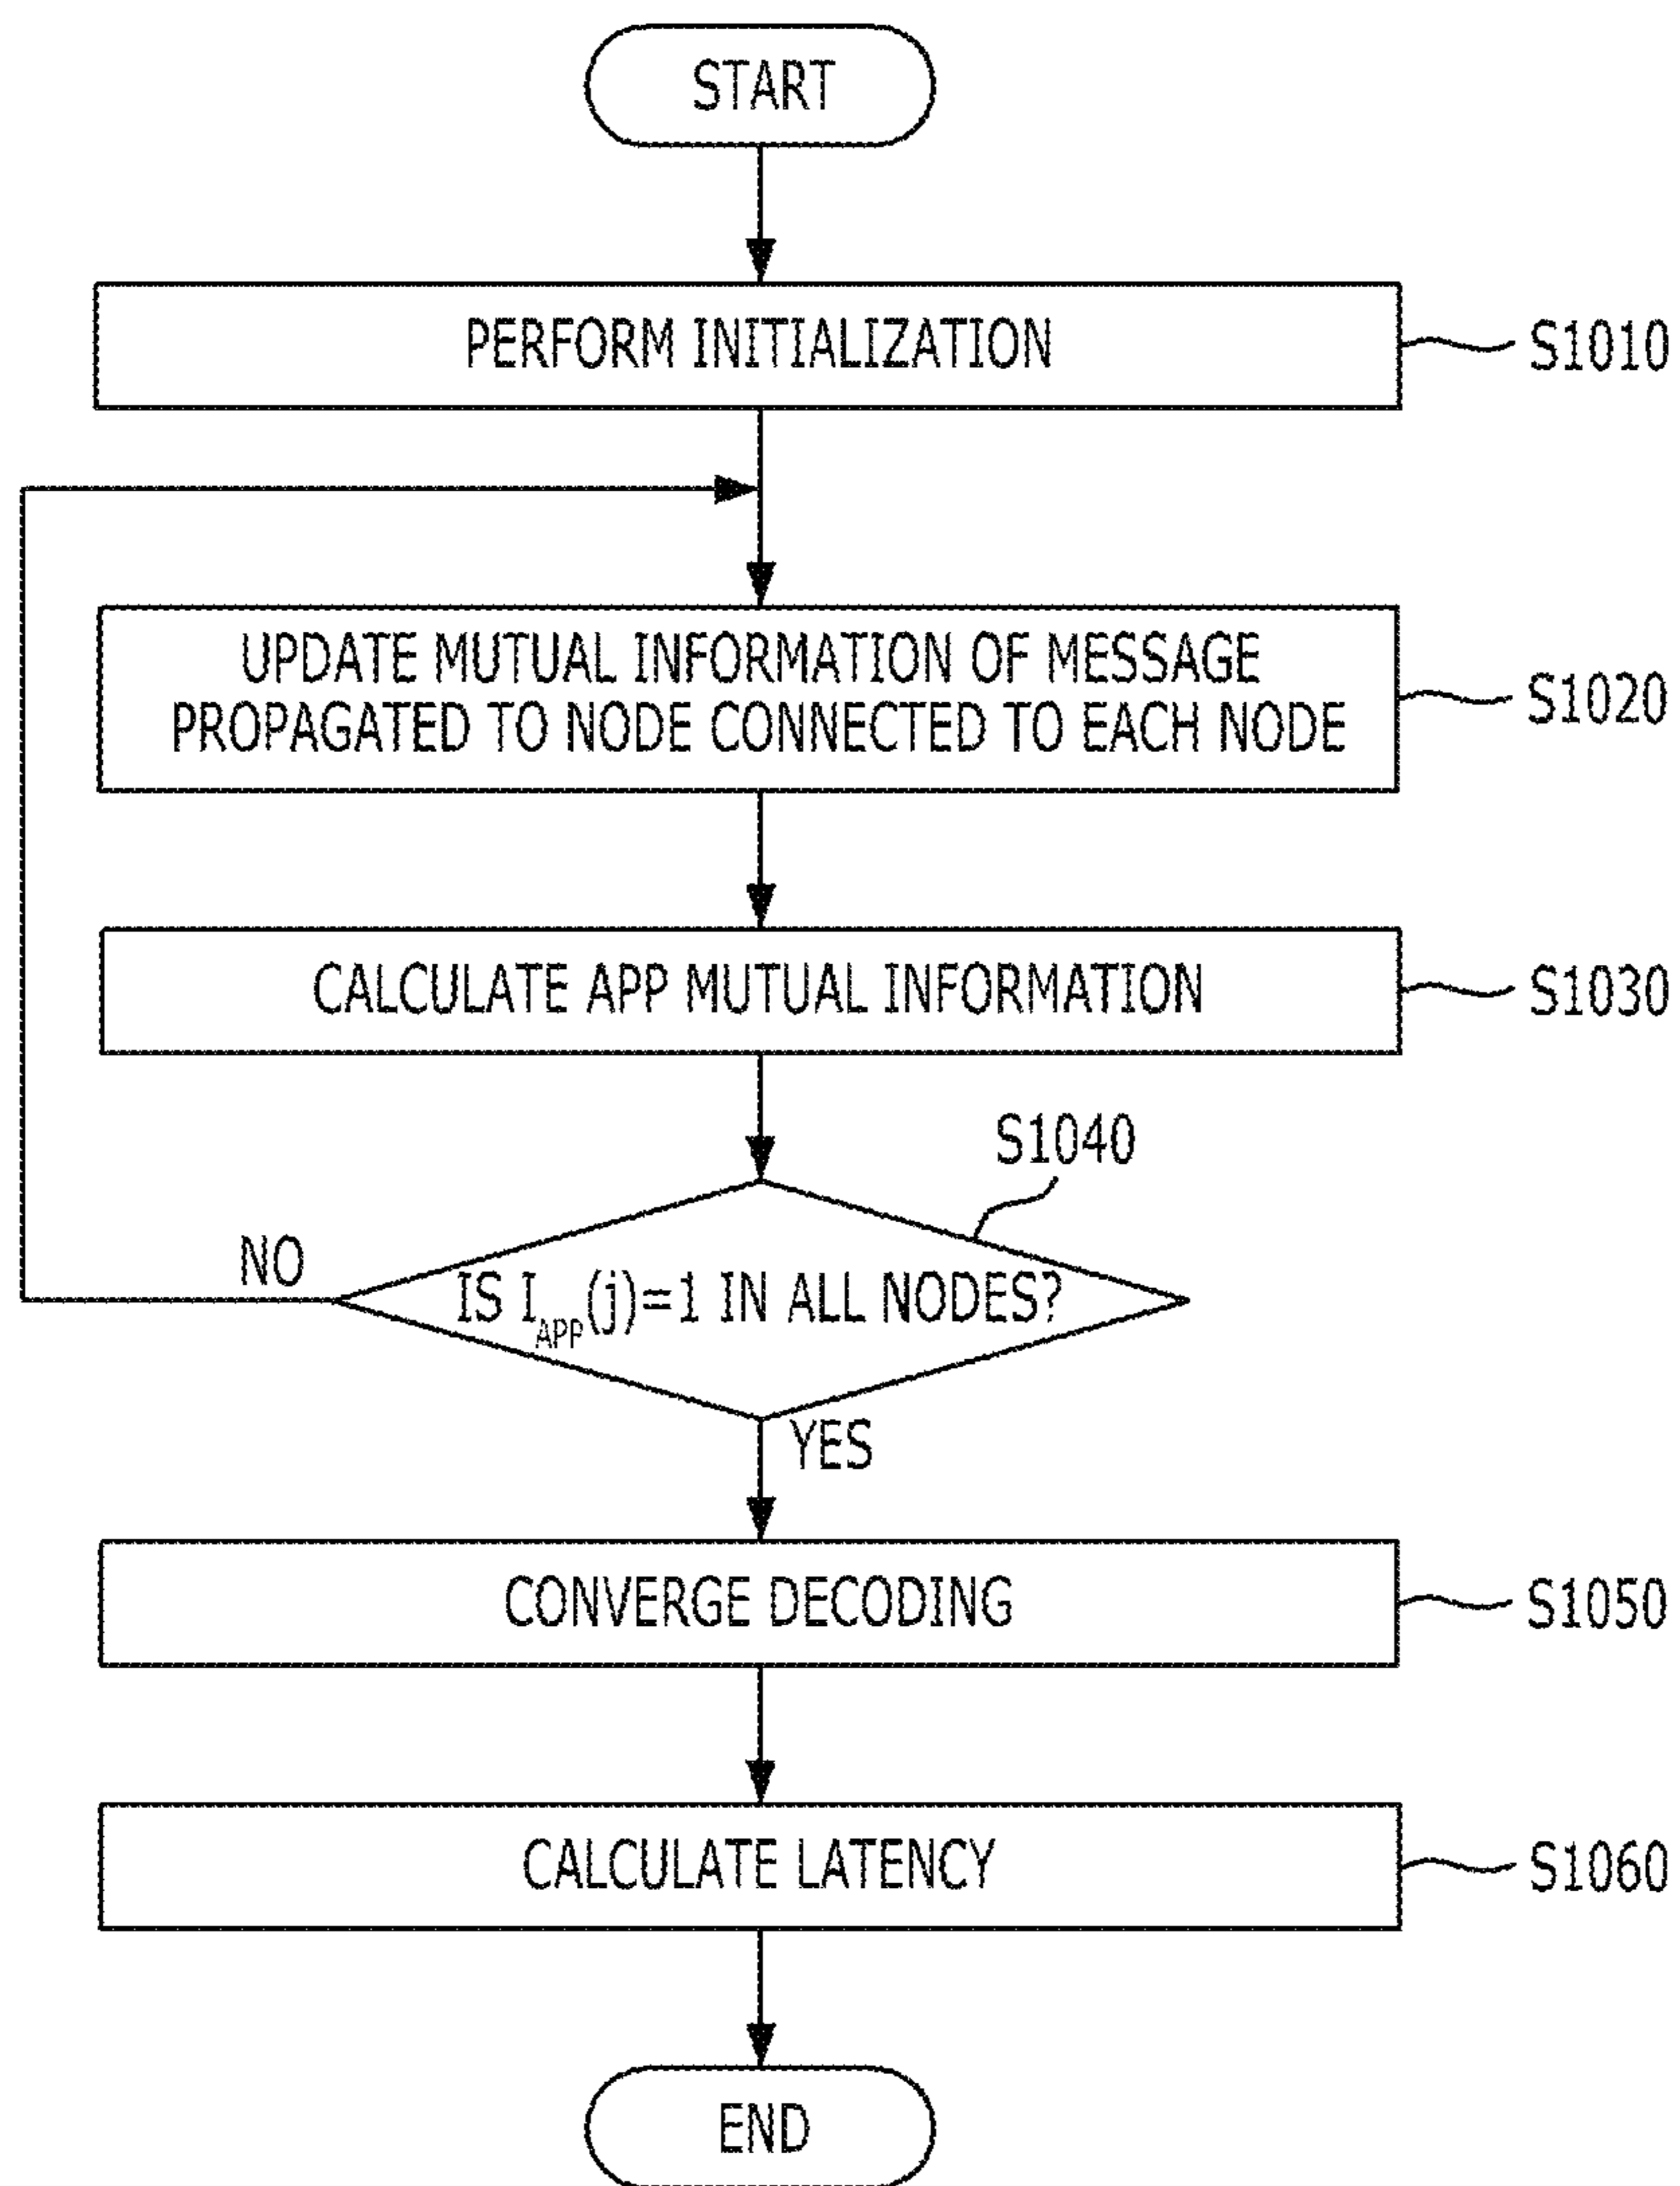 START
PERFORM INITIALIZATION
S1010
UPDATE MUTUAL INFORMATION OF MESSAGE
PROPAGATED TO NODE CONNECTED TO EACH NODE
S1020
CALCULATE APP MUTUAL INFORMATION
S1030
S1040
NO
IS I_APP(j)=1 IN ALL NODES?
YES
CONVERGE DECODING
S1050
CALCULATE LATENCY
S1060
END